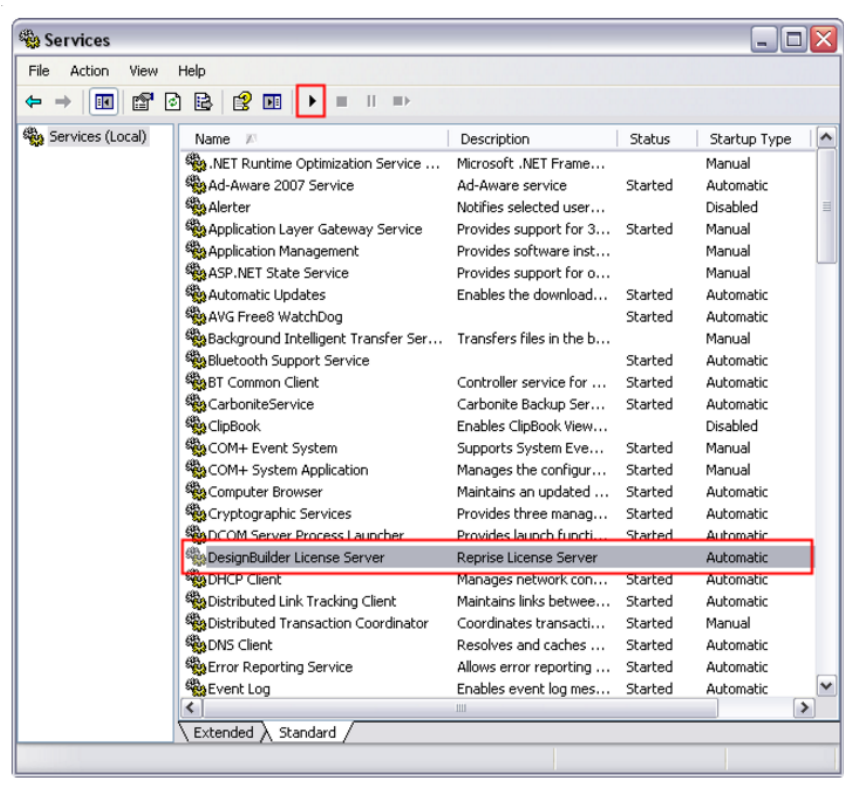 Services
File Action View Help
Services (Local)
Name Description Status Startup Type
.NET Runtime Optimization Service ... Microsoft .NET Frame... Manual
Ad-Aware 2007 Service Ad-Aware service Started Automatic
Alerter Notifies selected user... Disabled
Application Layer Gateway Service Provides support for 3... Started Manual
Application Management Provides software inst... Manual
ASP.NET State Service Provides support for o... Manual
Automatic Updates Enables the download... Started Automatic
AVG Free8 WatchDog Started Automatic
Background Intelligent Transfer Ser... Transfers files in the b... Manual
Bluetooth Support Service Started Automatic
BT Common Client Controller service for ... Started Automatic
CarboniteService Carbonite Backup Ser... Started Automatic
ClipBook Enables ClipBook View... Disabled
COM+ Event System Supports System Eve... Started Manual
COM+ System Application Manages the configur... Started Manual
Computer Browser Maintains an updated ... Started Automatic
Cryptographic Services Provides three manag... Started Automatic
DCOM Server Process Launcher Provides launch functi... Started Automatic
DesignBuilder License Server Reprise License Server Automatic
DHCP Client Manages network con... Started Automatic
Distributed Link Tracking Client Maintains links betwee... Started Automatic
Distributed Transaction Coordinator Coordinates transacti... Started Manual
DNS Client Resolves and caches ... Started Automatic
Error Reporting Service Allows error reporting ... Started Automatic
Event Log Enables event log mes... Started Automatic
Extended Standard